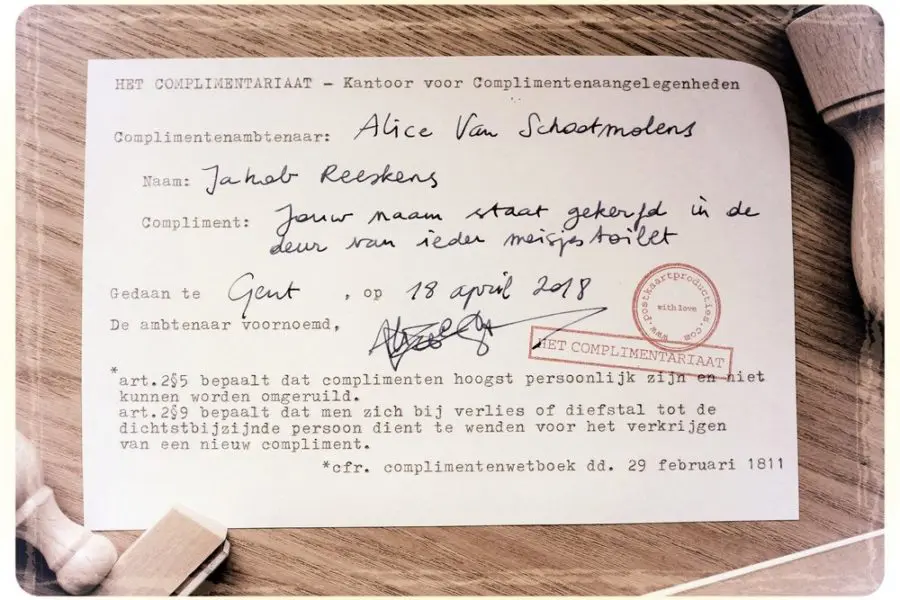 HET COMPLIMENTARIAAT - Kantoor voor Complimentenaangelegenheden
Complimentenambtenaar: Alice Van Schootmolens
Naam: Jakob Reeskens
Compliment: Jouw naam staat gekerfd in de
deur van ieder meisjestoilet
Gedaan te Gent , op 18 april 2018
De ambtenaar voornoemd,
www.postkaartproducties.com
with love
HET COMPLIMENTARIAAT
*art.2§5 bepaalt dat complimenten hoogst persoonlijk zijn en niet
kunnen worden omgeruild.
art.2§9 bepaalt dat men zich bij verlies of diefstal tot de
dichtstbijzijnde persoon dient te wenden voor het verkrijgen
van een nieuw compliment.
*cfr. complimentenwetboek dd. 29 februari 1811